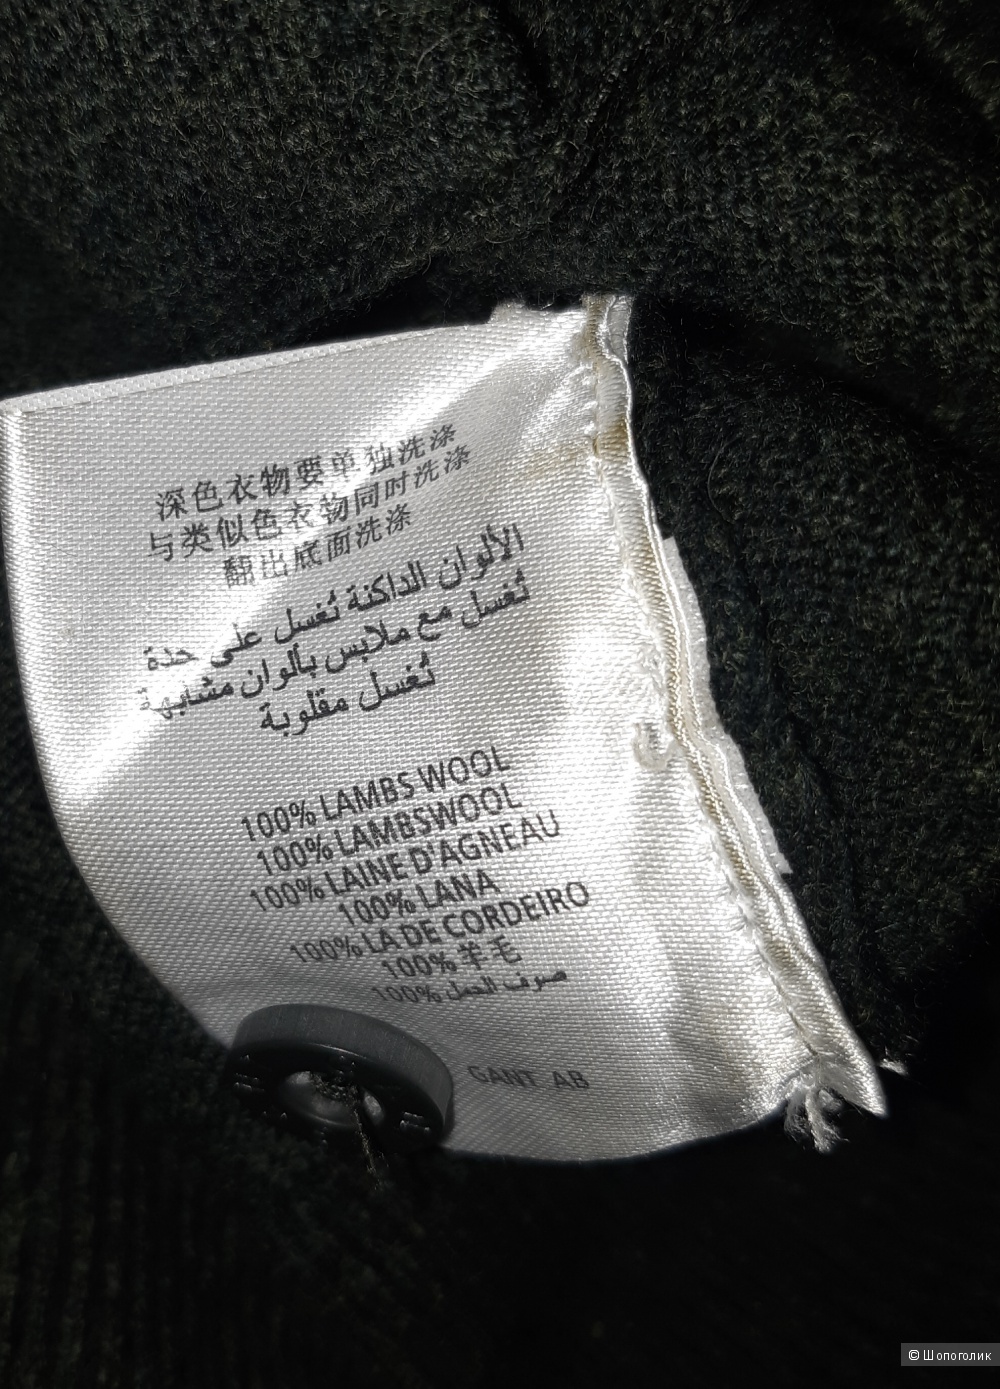 深色衣物要单独洗涤
与类似色衣物同时洗涤
翻出底面洗涤
الألوان الداكنة تُغسل على حدة
تُغسل مع ملابس بألوان مشابهة
تُغسل مقلوبة
100% LAMBS WOOL
100% LAMBSWOOL
100% LAINE D'AGNEAU
100% LANA
100% LA DE CORDEIRO
100% 羊毛
100% صوف الحمل
GANT AB
© Шопоголик